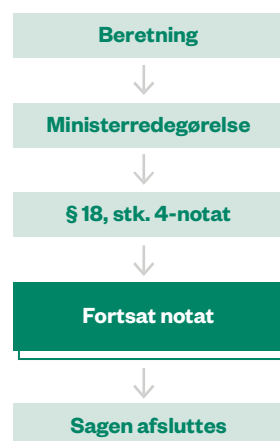 Beretning
Ministerredegørelse
§ 18, stk. 4-notat
Fortsat notat
Sagen afsluttes